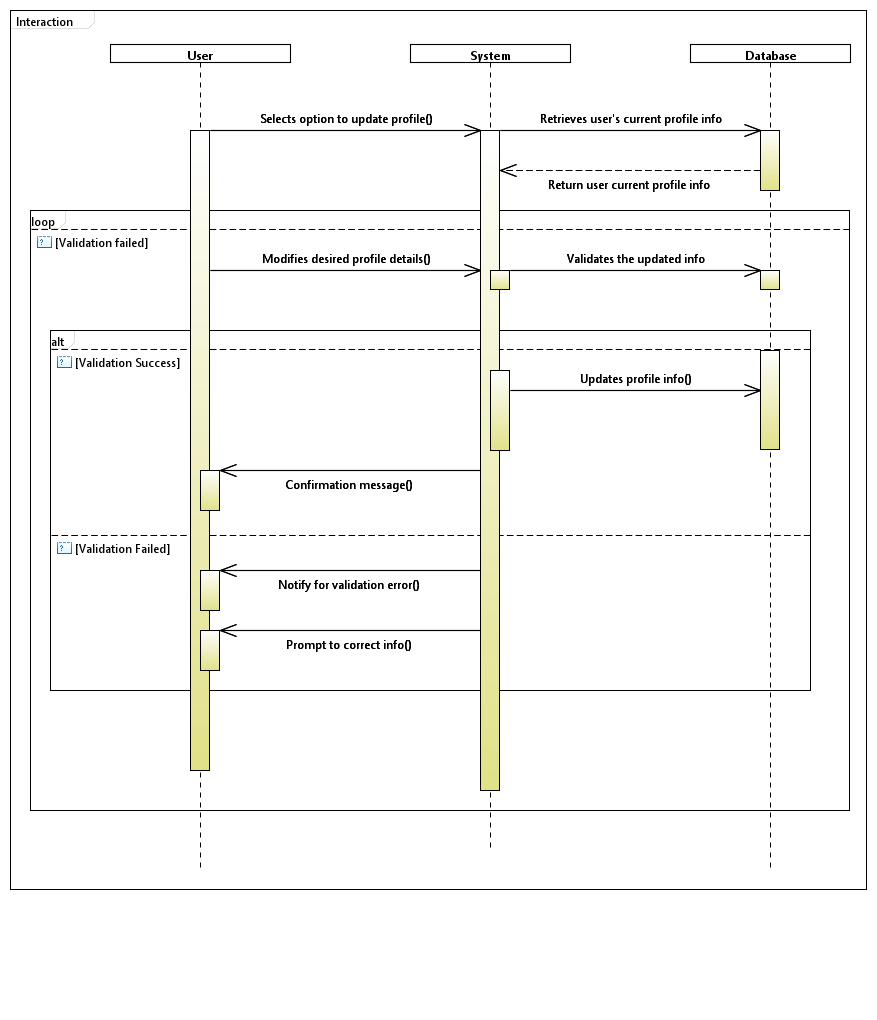 Interaction
User
System
Database
Selects option to update profile()
Retrieves user's current profile info
Return user current profile info
loop
[Validation failed]
Modifies desired profile details()
Validates the updated info
alt
[Validation Success]
Updates profile info()
Confirmation message()
[Validation Failed]
Notify for validation error()
Prompt to correct info()